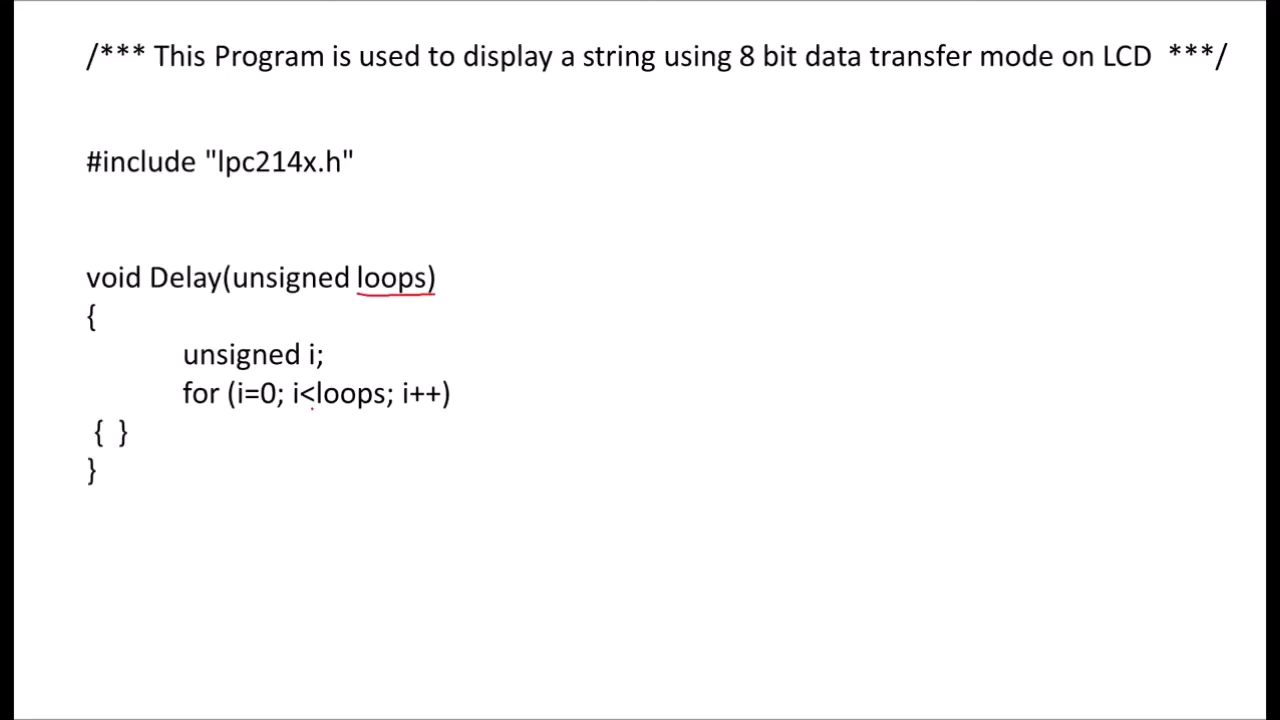 /*** This Program is used to display a string using 8 bit data transfer mode on LCD ***/
#include "lpc214x.h"
void Delay(unsigned loops)
{
unsigned i;
for (i=0; i<loops; i++)
{ }
}